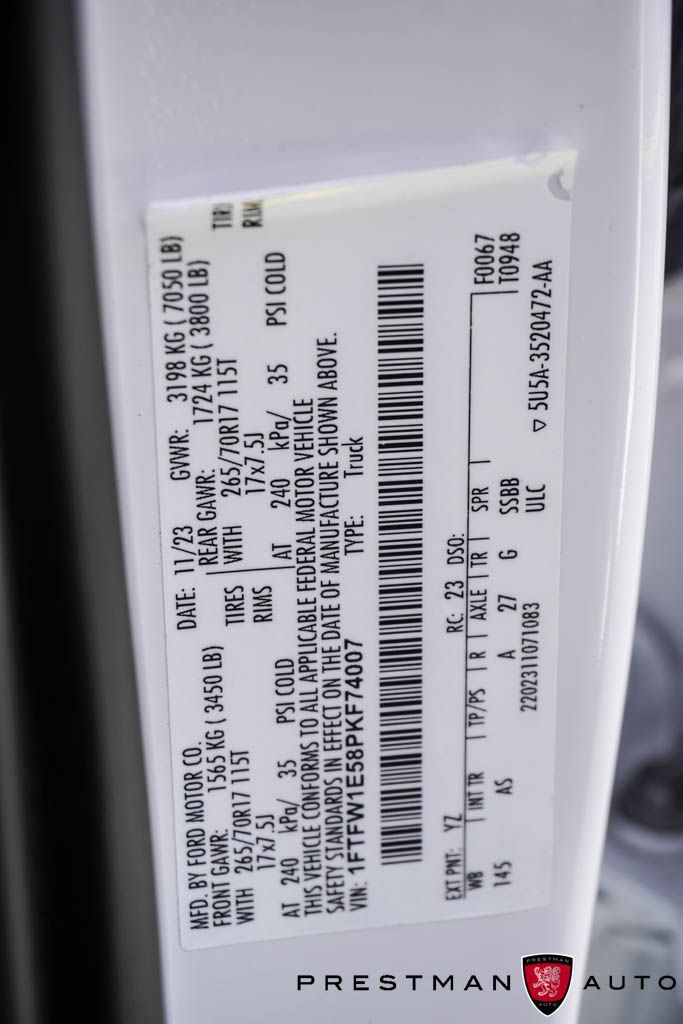 MFD. BY FORD MOTOR CO. DATE: 11/23 GVWR: 3198 KG ( 7050 LB)
FRONT GAWR: 1565 KG ( 3450 LB) REAR GAWR: 1724 KG ( 3800 LB)
WITH 265/70R17 115T TIRES WITH 265/70R17 115T TIRE
17x7.5J RIMS 17x7.5J RIMS
AT 240 kPa/ 35 PSI COLD AT 240 kPa/ 35 PSI COLD
THIS VEHICLE CONFORMS TO ALL APPLICABLE FEDERAL MOTOR VEHICLE
SAFETY STANDARDS IN EFFECT ON THE DATE OF MANUFACTURE SHOWN ABOVE.
VIN: 1FTFW1E58PKF74007 TYPE: Truck
EXT PNT: YZ RC: 23 DSO:
WB INT TR TP/PS R AXLE TR SPR F0067
145 AS A 27 G SSBB T0948
2202311071083 ULC ▽ 5U5A-3520472-AA
PRESTMAN AUTO
PRESTMAN